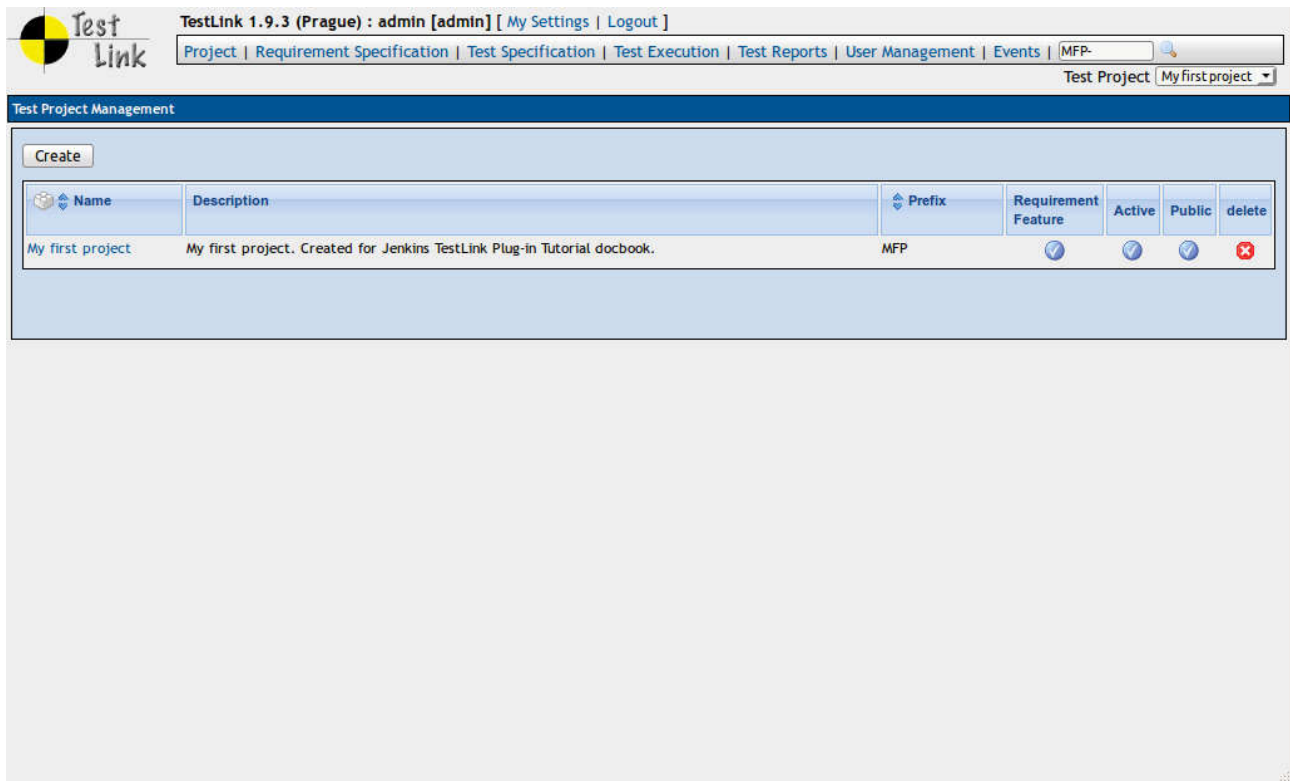 Test
Link
TestLink 1.9.3 (Prague) : admin [admin] [ My Settings | Logout ]
Project | Requirement Specification | Test Specification | Test Execution | Test Reports | User Management | Events | MFP-
Test Project My first project
Test Project Management
Create
Name Description Prefix Requirement Feature Active Public delete
My first project My first project. Created for Jenkins TestLink Plug-in Tutorial docbook. MFP